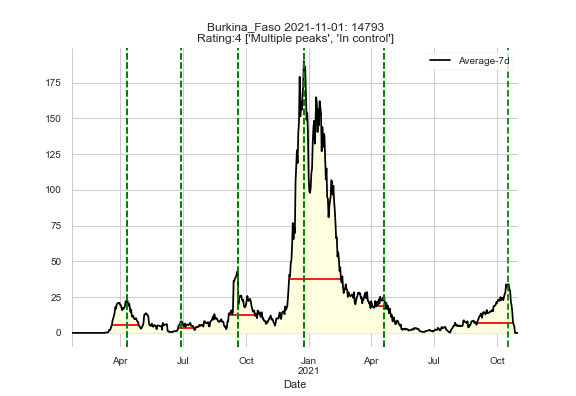 Burkina_Faso 2021-11-01: 14793
Rating:4 ['Multiple peaks', 'In control']
Average-7d
175
150
125
100
75
50
25
0
Apr
Jul
Oct
Jan
2021
Apr
Jul
Oct
Date